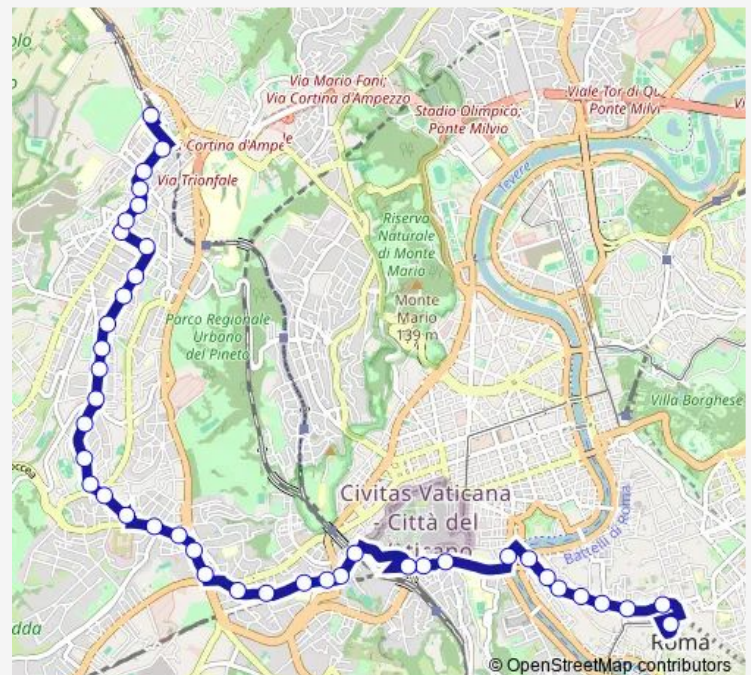 olo
Via Mario Fani;
Via Cortina d'Ampezzo
Stadio Olimpico;
Ponte Milvio
Viale Tor di Qu
Ponte Milvi
Cortina d'Ampe
Via Trionfale
Tevere
Riserva
Naturale
di Monte
Mario
Monte
Mario
139 m
Parco Regionale
Urbano
del Pineto
Villa Borghese
Civitas Vaticana
- Città del
Battelli di Roma
Roma
© OpenStreetMap contributors